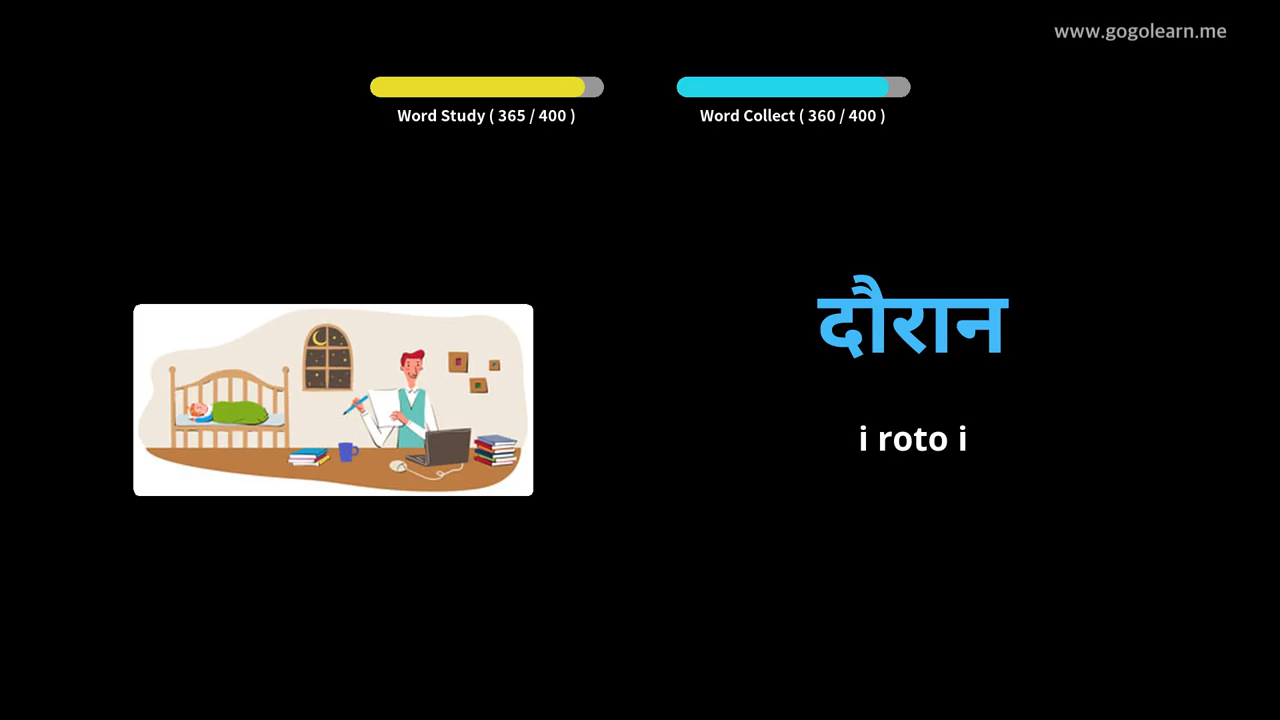 www.gogolearn.me
Word Study ( 365 / 400 )
Word Collect ( 360 / 400 )
दौरान
i roto i